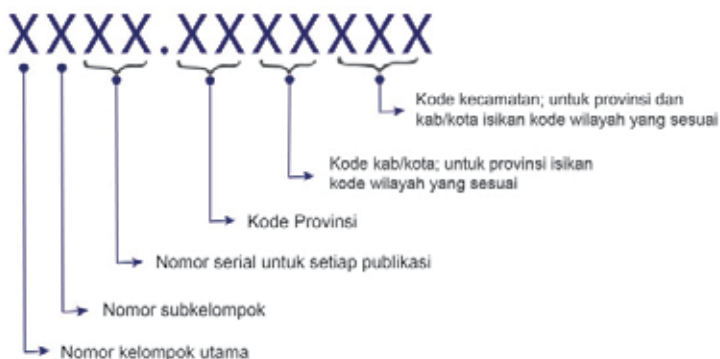 XXXX.XXXXXXX
Kode kecamatan; untuk provinsi dan
kab/kota isikan kode wilayah yang sesuai
Kode kab/kota; untuk provinsi isikan
kode wilayah yang sesuai
Kode Provinsi
Nomor serial untuk setiap publikasi
Nomor subkelompok
Nomor kelompok utama